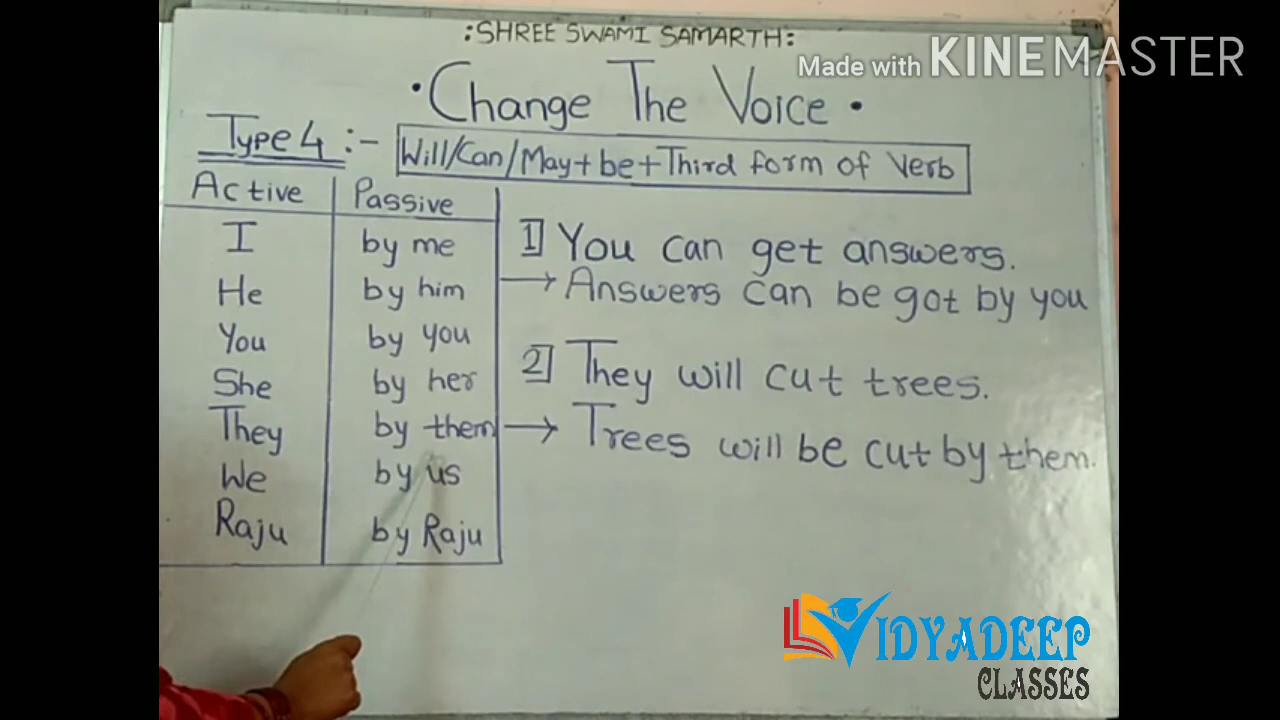 :SHREE SWAMI SAMARTH:
Made with KINEMASTER
• Change The Voice •
Type 4 :- Will/Can/May+be+Third form of Verb
Active Passive
I by me
He by him
You by you
She by her
They by them
We by us
Raju by Raju
1] You can get answers.
→ Answers can be got by you
2] They will cut trees.
→ Trees will be cut by them.
VIDYADEEP
CLASSES